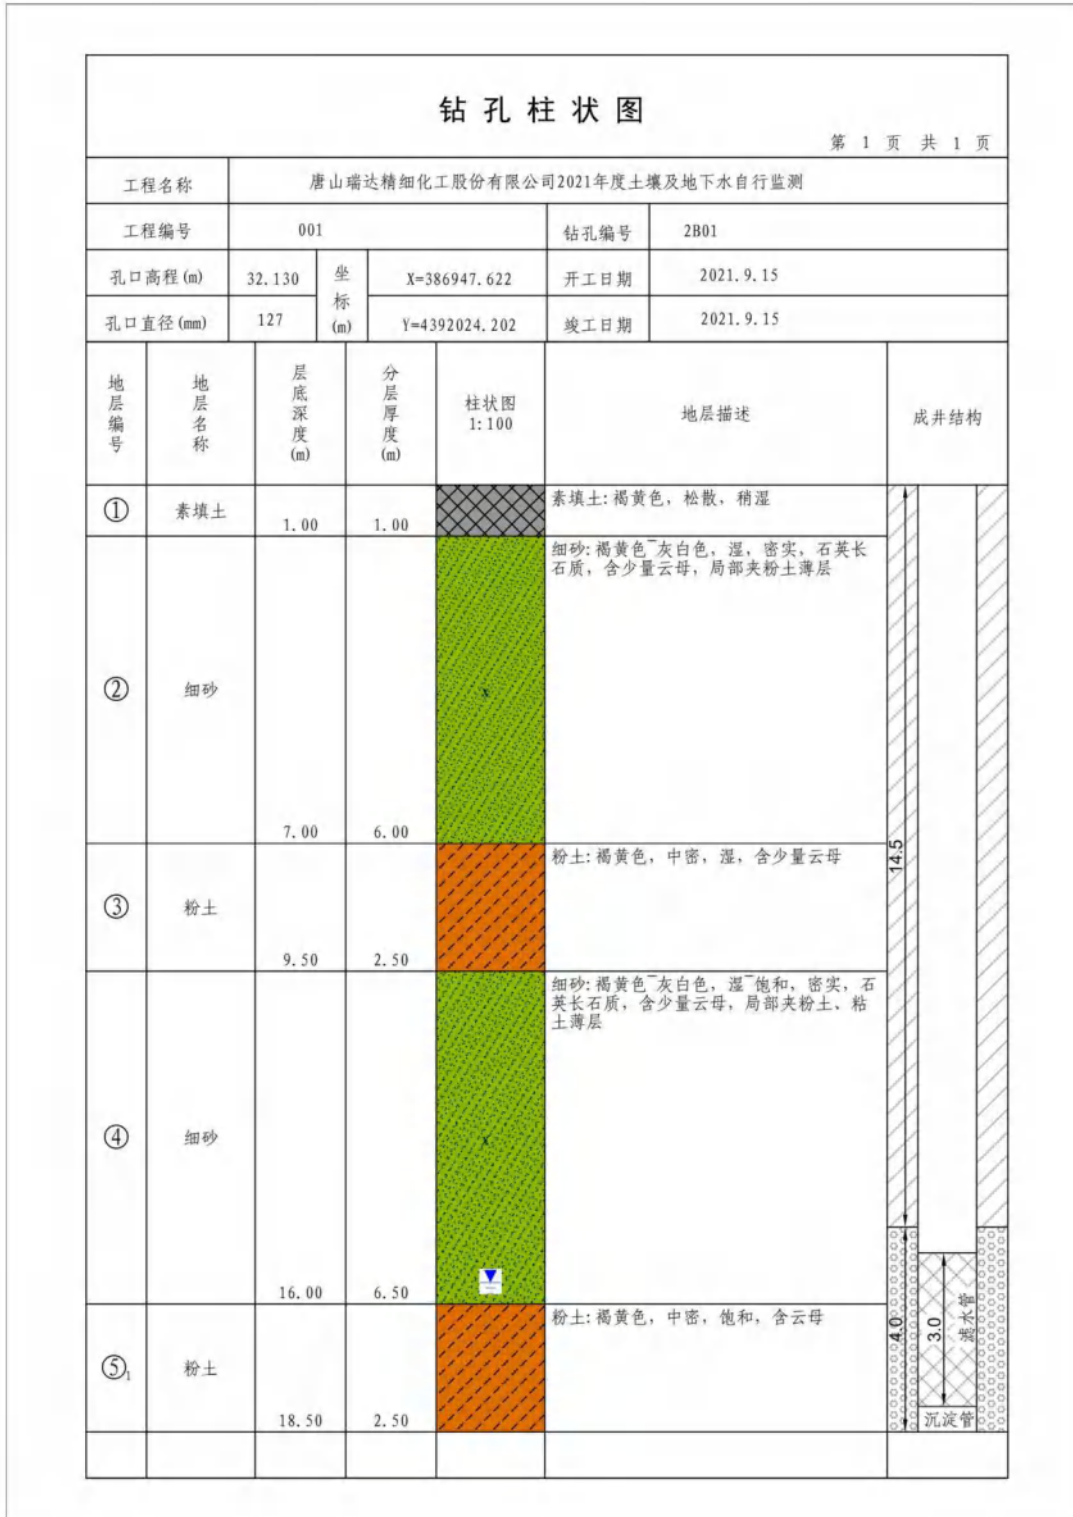 钻孔柱状图
第 1 页 共 1 页
工程名称 唐山瑞达精细化工股份有限公司2021年度土壤及地下水自行监测
工程编号 001 钻孔编号 2B01
孔口高程(m) 32.130 坐标(m) X=386947.622 开工日期 2021.9.15
孔口直径(mm) 127 Y=4392024.202 竣工日期 2021.9.15
地层编号 地层名称 层底深度(m) 分层厚度(m) 柱状图 1:100 地层描述 成井结构
① 素填土 1.00 1.00 素填土:褐黄色，松散，稍湿
② 细砂 7.00 6.00 细砂:褐黄色~灰白色，湿，密实，石英长
石质，含少量云母，局部夹粉土薄层
X
③ 粉土 9.50 2.50 粉土:褐黄色，中密，湿，含少量云母
14.5
④ 细砂 16.00 6.50 细砂:褐黄色~灰白色，湿~饱和，密实，石
英长石质，含少量云母，局部夹粉土、粘
土薄层
X
⑤1 粉土 18.50 2.50 粉土:褐黄色，中密，饱和，含云母
4.0
3.0
滤水管
沉淀管